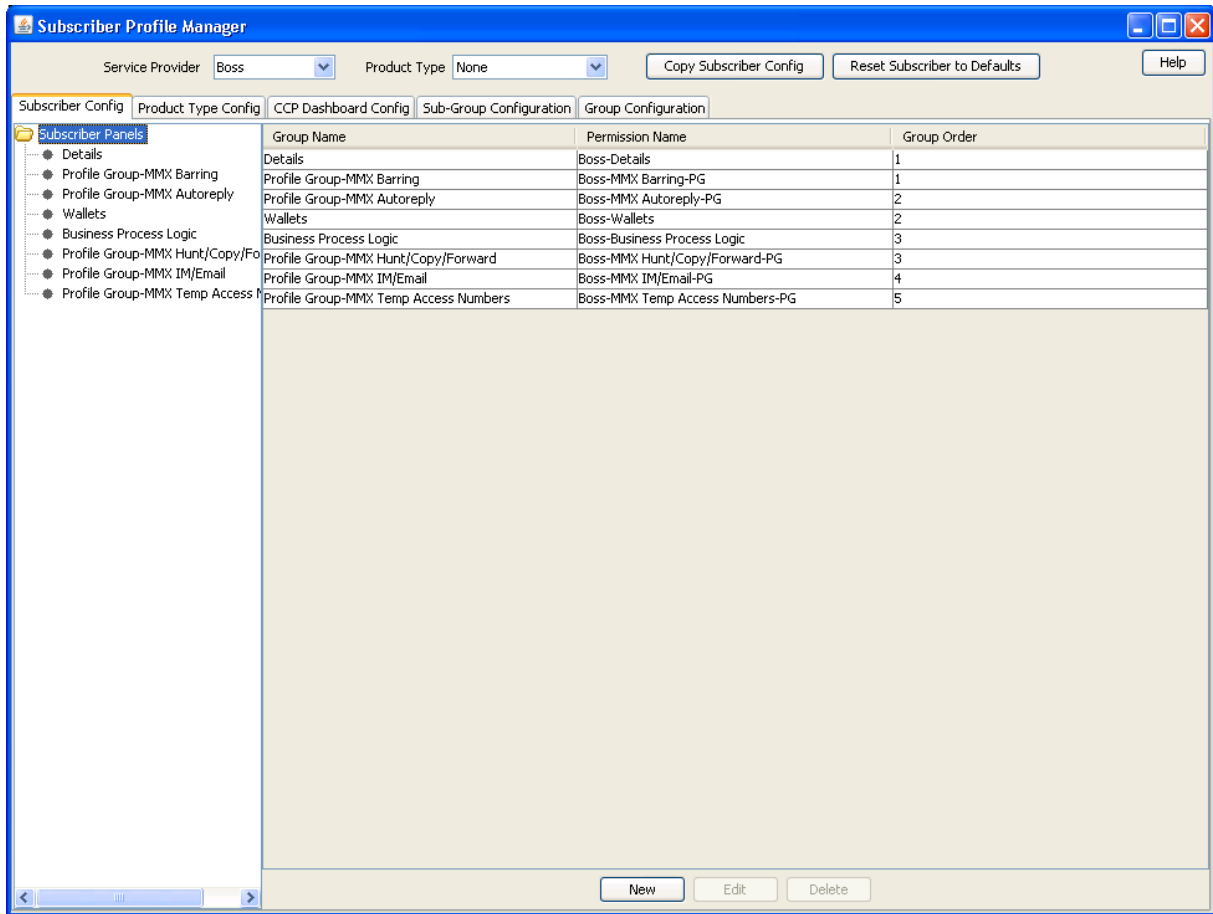 Subscriber Profile Manager
Service Provider Boss Product Type None Copy Subscriber Config Reset Subscriber to Defaults Help
Subscriber Config Product Type Config CCP Dashboard Config Sub-Group Configuration Group Configuration
Subscriber Panels
Details
Profile Group-MMX Barring
Profile Group-MMX Autoreply
Wallets
Business Process Logic
Profile Group-MMX Hunt/Copy/Fo
Profile Group-MMX IM/Email
Profile Group-MMX Temp Access N
Group Name Permission Name Group Order
Details Boss-Details 1
Profile Group-MMX Barring Boss-MMX Barring-PG 1
Profile Group-MMX Autoreply Boss-MMX Autoreply-PG 2
Wallets Boss-Wallets 2
Business Process Logic Boss-Business Process Logic 3
Profile Group-MMX Hunt/Copy/Forward Boss-MMX Hunt/Copy/Forward-PG 3
Profile Group-MMX IM/Email Boss-MMX IM/Email-PG 4
Profile Group-MMX Temp Access Numbers Boss-MMX Temp Access Numbers-PG 5
New Edit Delete